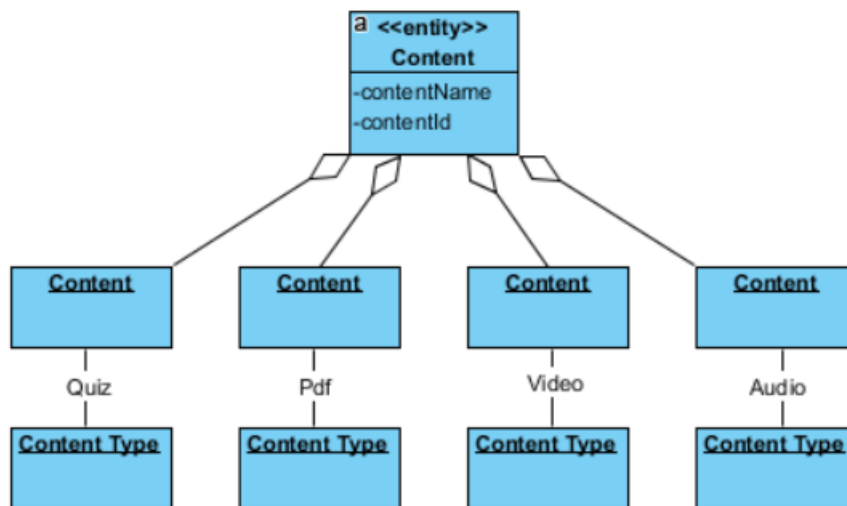 a
<<entity>>
Content
-contentName
-contentId
Content Content Content Content
Quiz Pdf Video Audio
Content Type Content Type Content Type Content Type